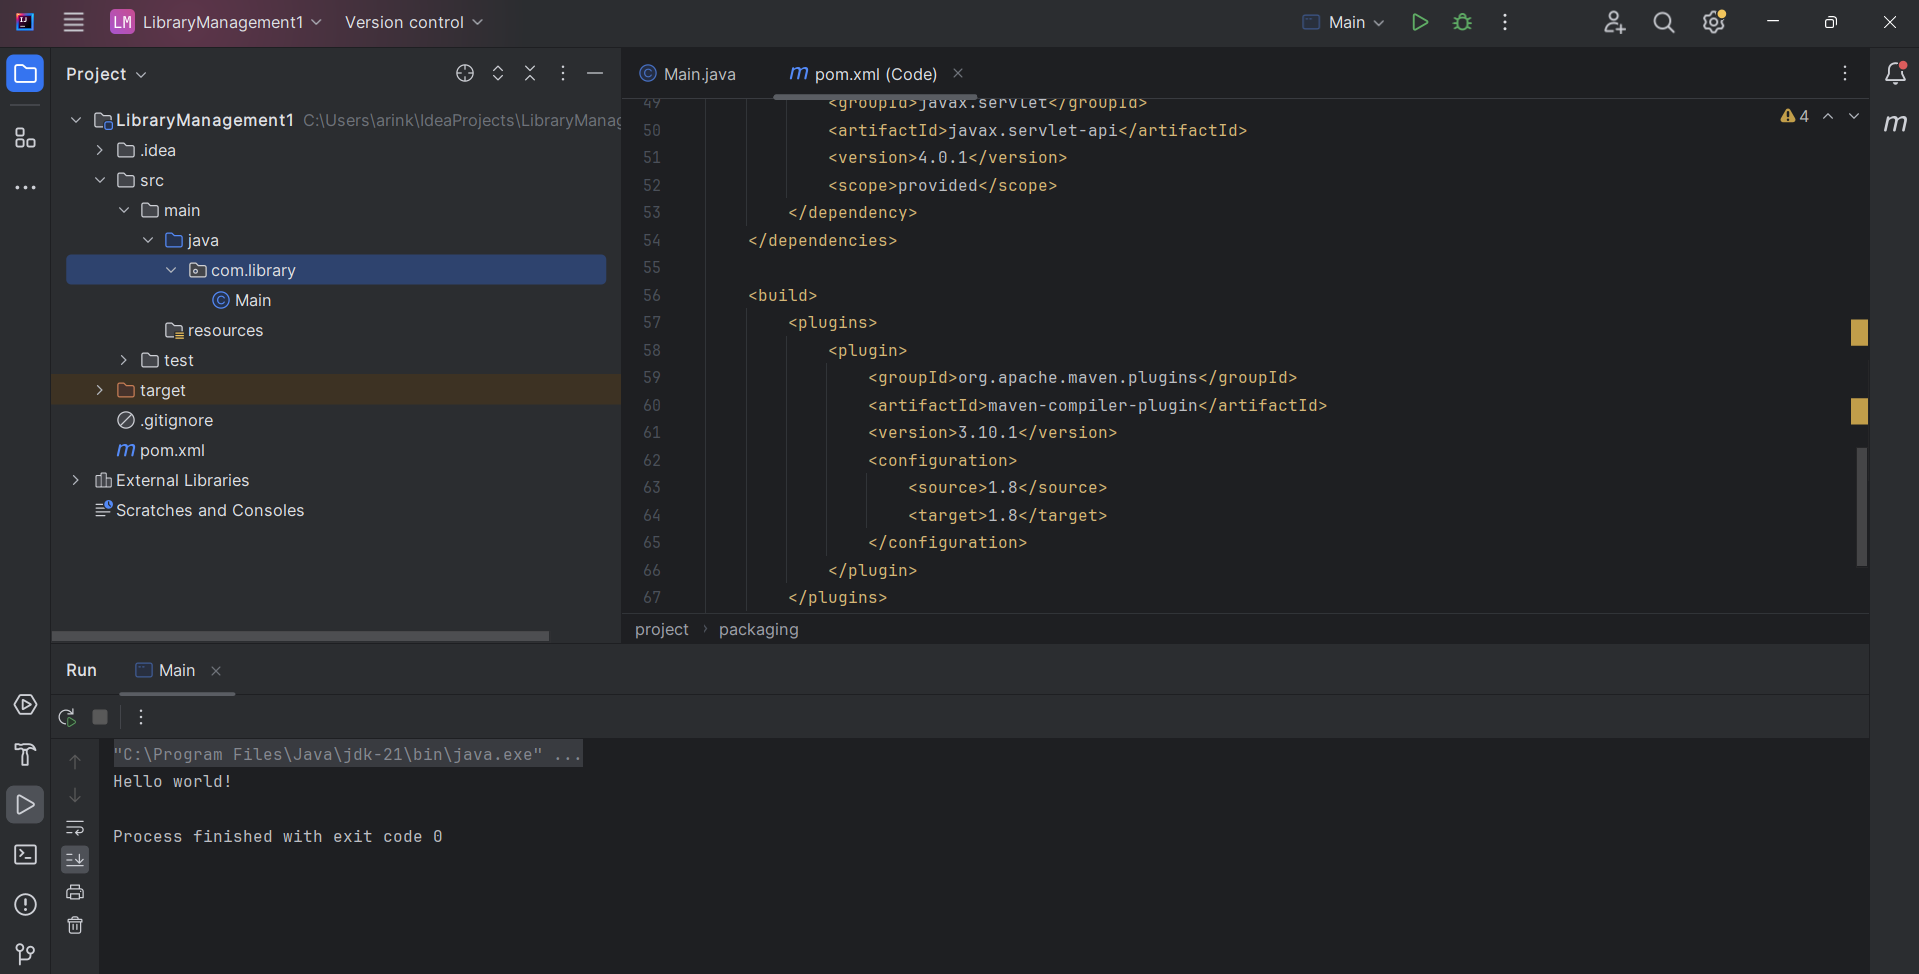 LM LibraryManagement1 Version control Main
Project
LibraryManagement1 C:\Users\arink\IdeaProjects\LibraryManag
.idea
src
main
java
com.library
Main
resources
test
target
.gitignore
pom.xml
External Libraries
Scratches and Consoles
Main.java pom.xml (Code)
4
49 <groupId>javax.servlet</groupId>
50 <artifactId>javax.servlet-api</artifactId>
51 <version>4.0.1</version>
52 <scope>provided</scope>
53 </dependency>
54 </dependencies>
55
56 <build>
57 <plugins>
58 <plugin>
59 <groupId>org.apache.maven.plugins</groupId>
60 <artifactId>maven-compiler-plugin</artifactId>
61 <version>3.10.1</version>
62 <configuration>
63 <source>1.8</source>
64 <target>1.8</target>
65 </configuration>
66 </plugin>
67 </plugins>
project › packaging
Run Main
"C:\Program Files\Java\jdk-21\bin\java.exe" ...
Hello world!
Process finished with exit code 0